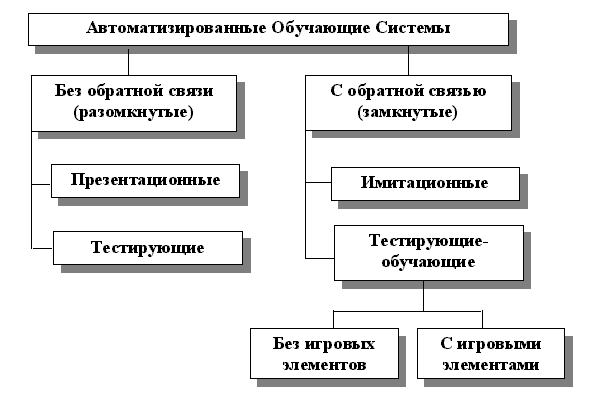 Автоматизированные Обучающие Системы
Без обратной связи
(разомкнутые)
С обратной связью
(замкнутые)
Презентационные
Имитационные
Тестирующие
Тестирующие-
обучающие
Без игровых
элементов
С игровыми
элементами